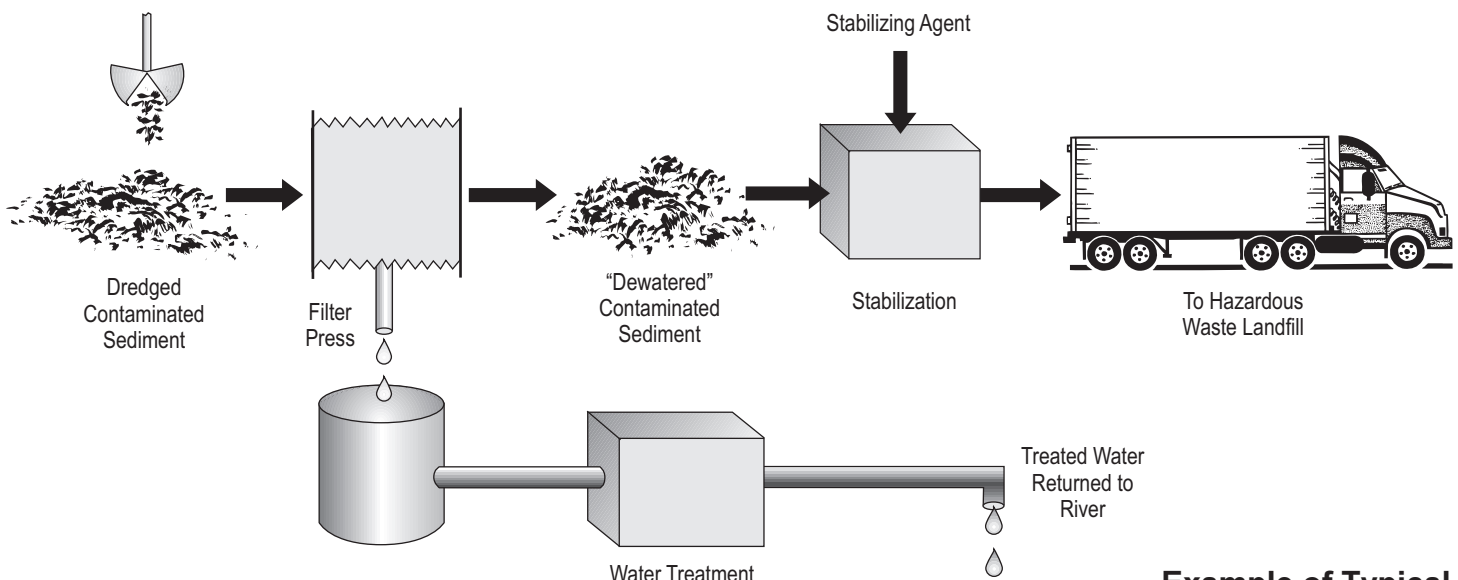 Stabilizing Agent
Dredged
Contaminated
Sediment
Filter
Press
“Dewatered”
Contaminated
Sediment
Stabilization
To Hazardous
Waste Landfill
Water Treatment
Treated Water
Returned to
River
Example of Typical